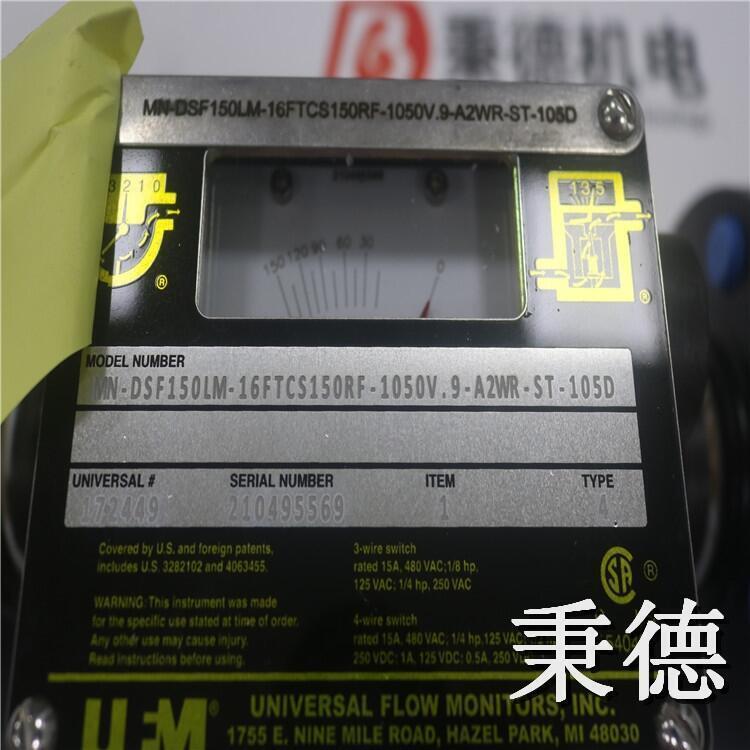 秉德机电
MN-DSF150LM-16FTCS150RF-1050V.9-A2WR-ST-105D
3 2 1 0
1 3 5
150 120 90 60 30 0
®
®
MODEL NUMBER
MN-DSF150LM-16FTCS150RF-1050V.9-A2WR-ST-105D
UNIVERSAL # SERIAL NUMBER ITEM TYPE
172449 210495569 1 4
Covered by U.S. and foreign patents,
includes U.S. 3282102 and 4063455.
WARNING: This instrument was made
for the specific use stated at time of order.
Any other use may cause injury.
Read instructions before using.
3-wire switch
rated 15A, 480 VAC;1/8 hp,
125 VAC; 1/4 hp, 250 VAC
4-wire switch
rated 15A, 480 VAC; 1/4 hp.125 VAC;
250 VDC: 1A, 125 VDC: 0.5A, 250
®
秉德
UFM® UNIVERSAL FLOW MONITORS, INC.
1755 E. NINE MILE ROAD, HAZEL PARK, MI 48030